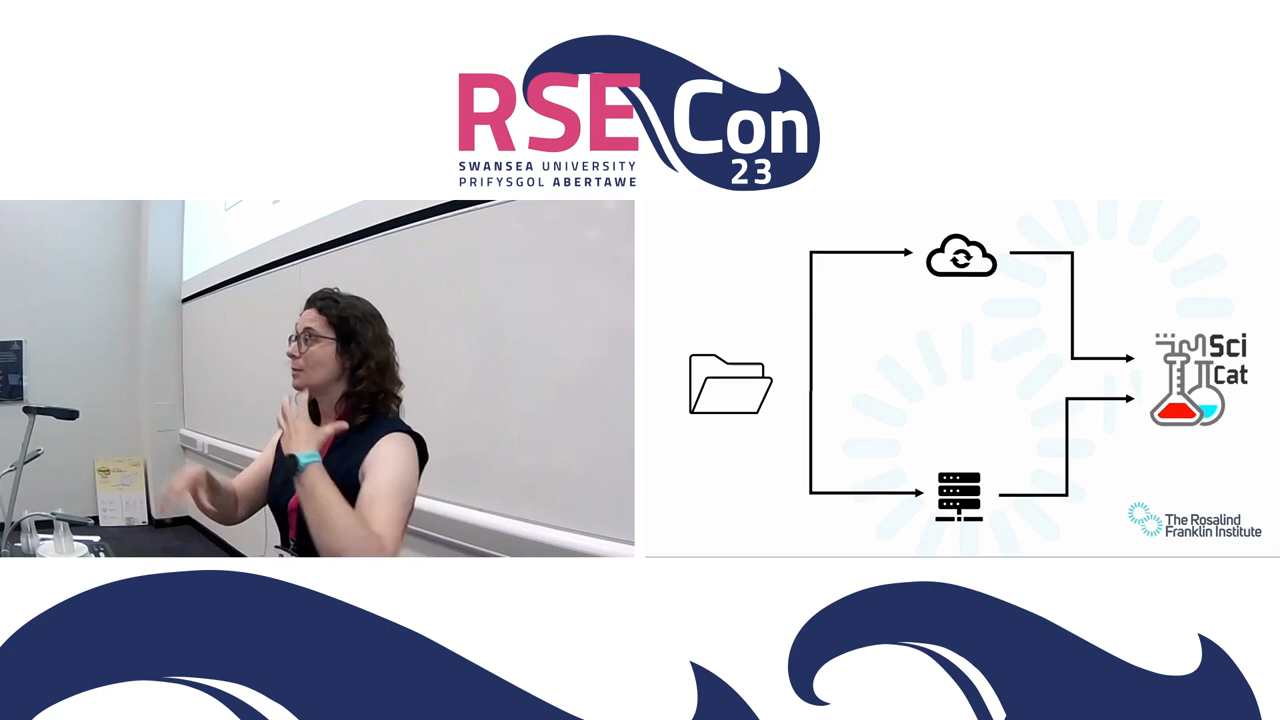 RSE Con
23
SWANSEA UNIVERSITY
PRIFYSGOL ABERTAWE
Sci
Cat
The Rosalind
Franklin Institute